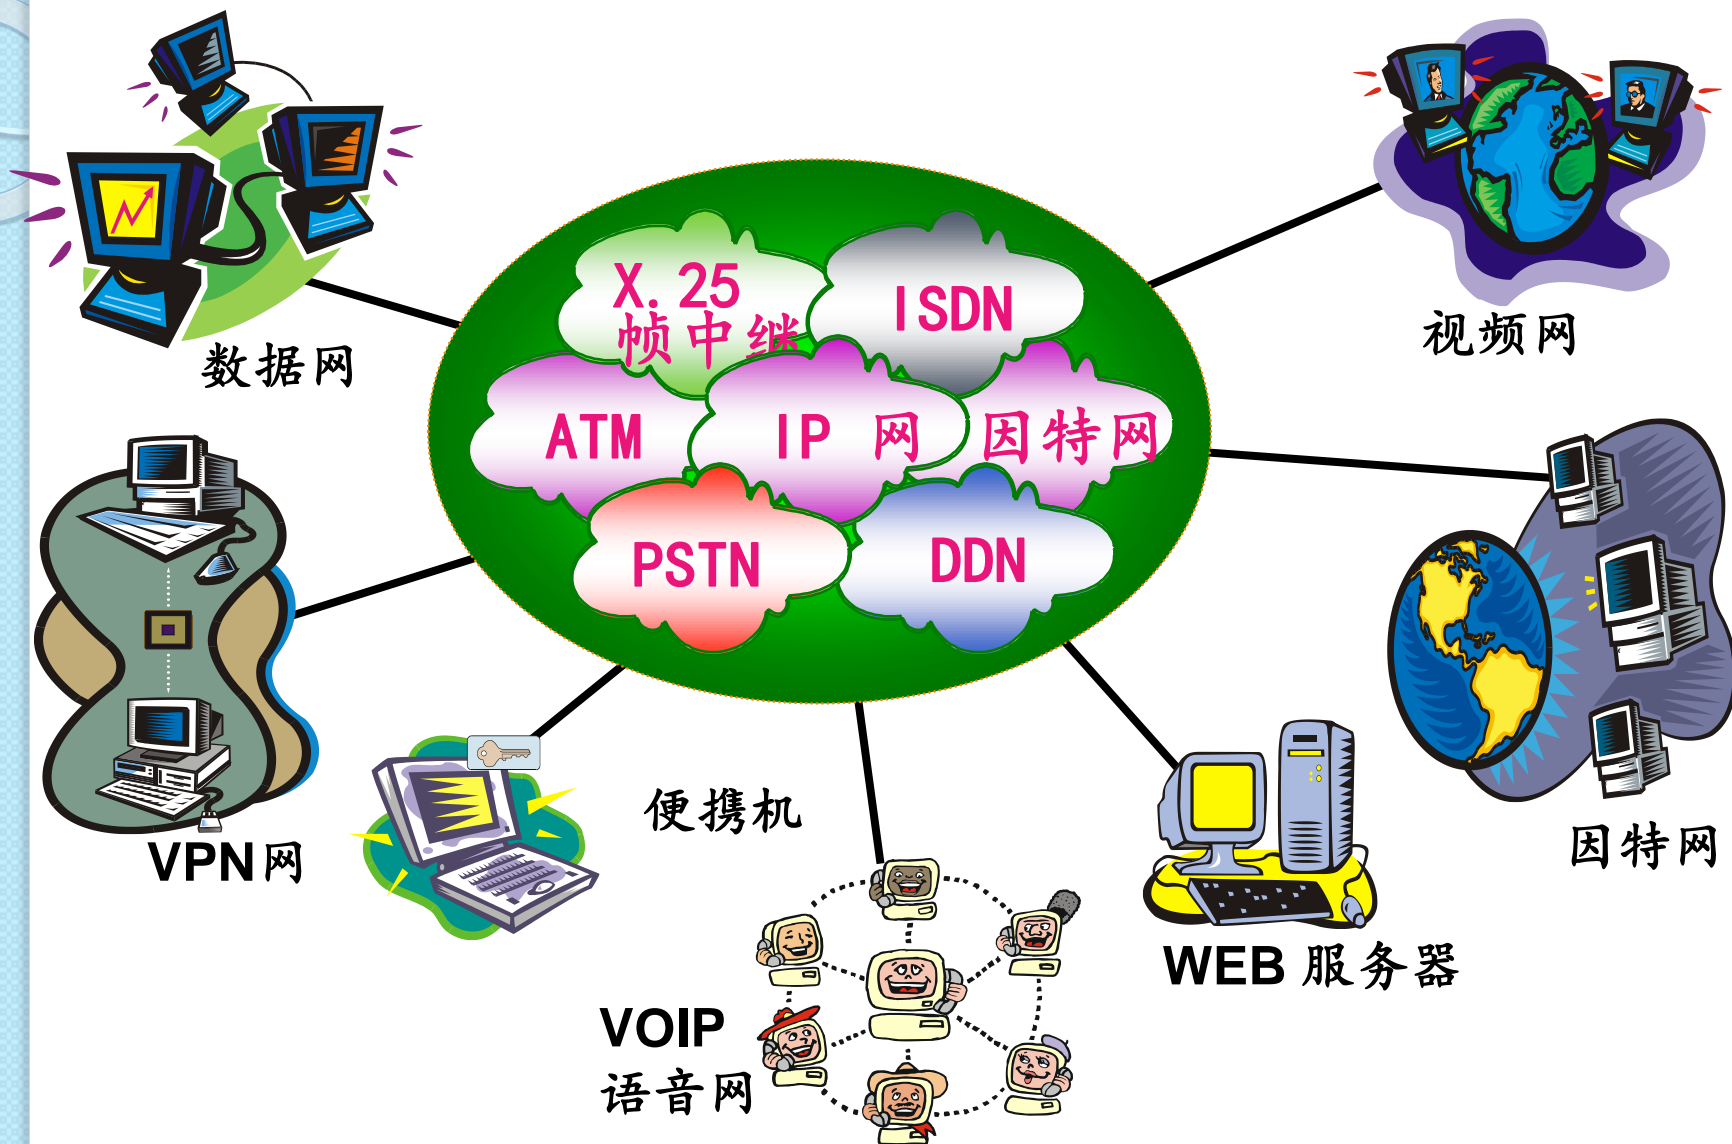 X.25
帧中继
ISDN
ATM
IP 网
因特网
PSTN
DDN
数据网
视频网
VPN网
便携机
因特网
WEB 服务器
VOIP
语音网